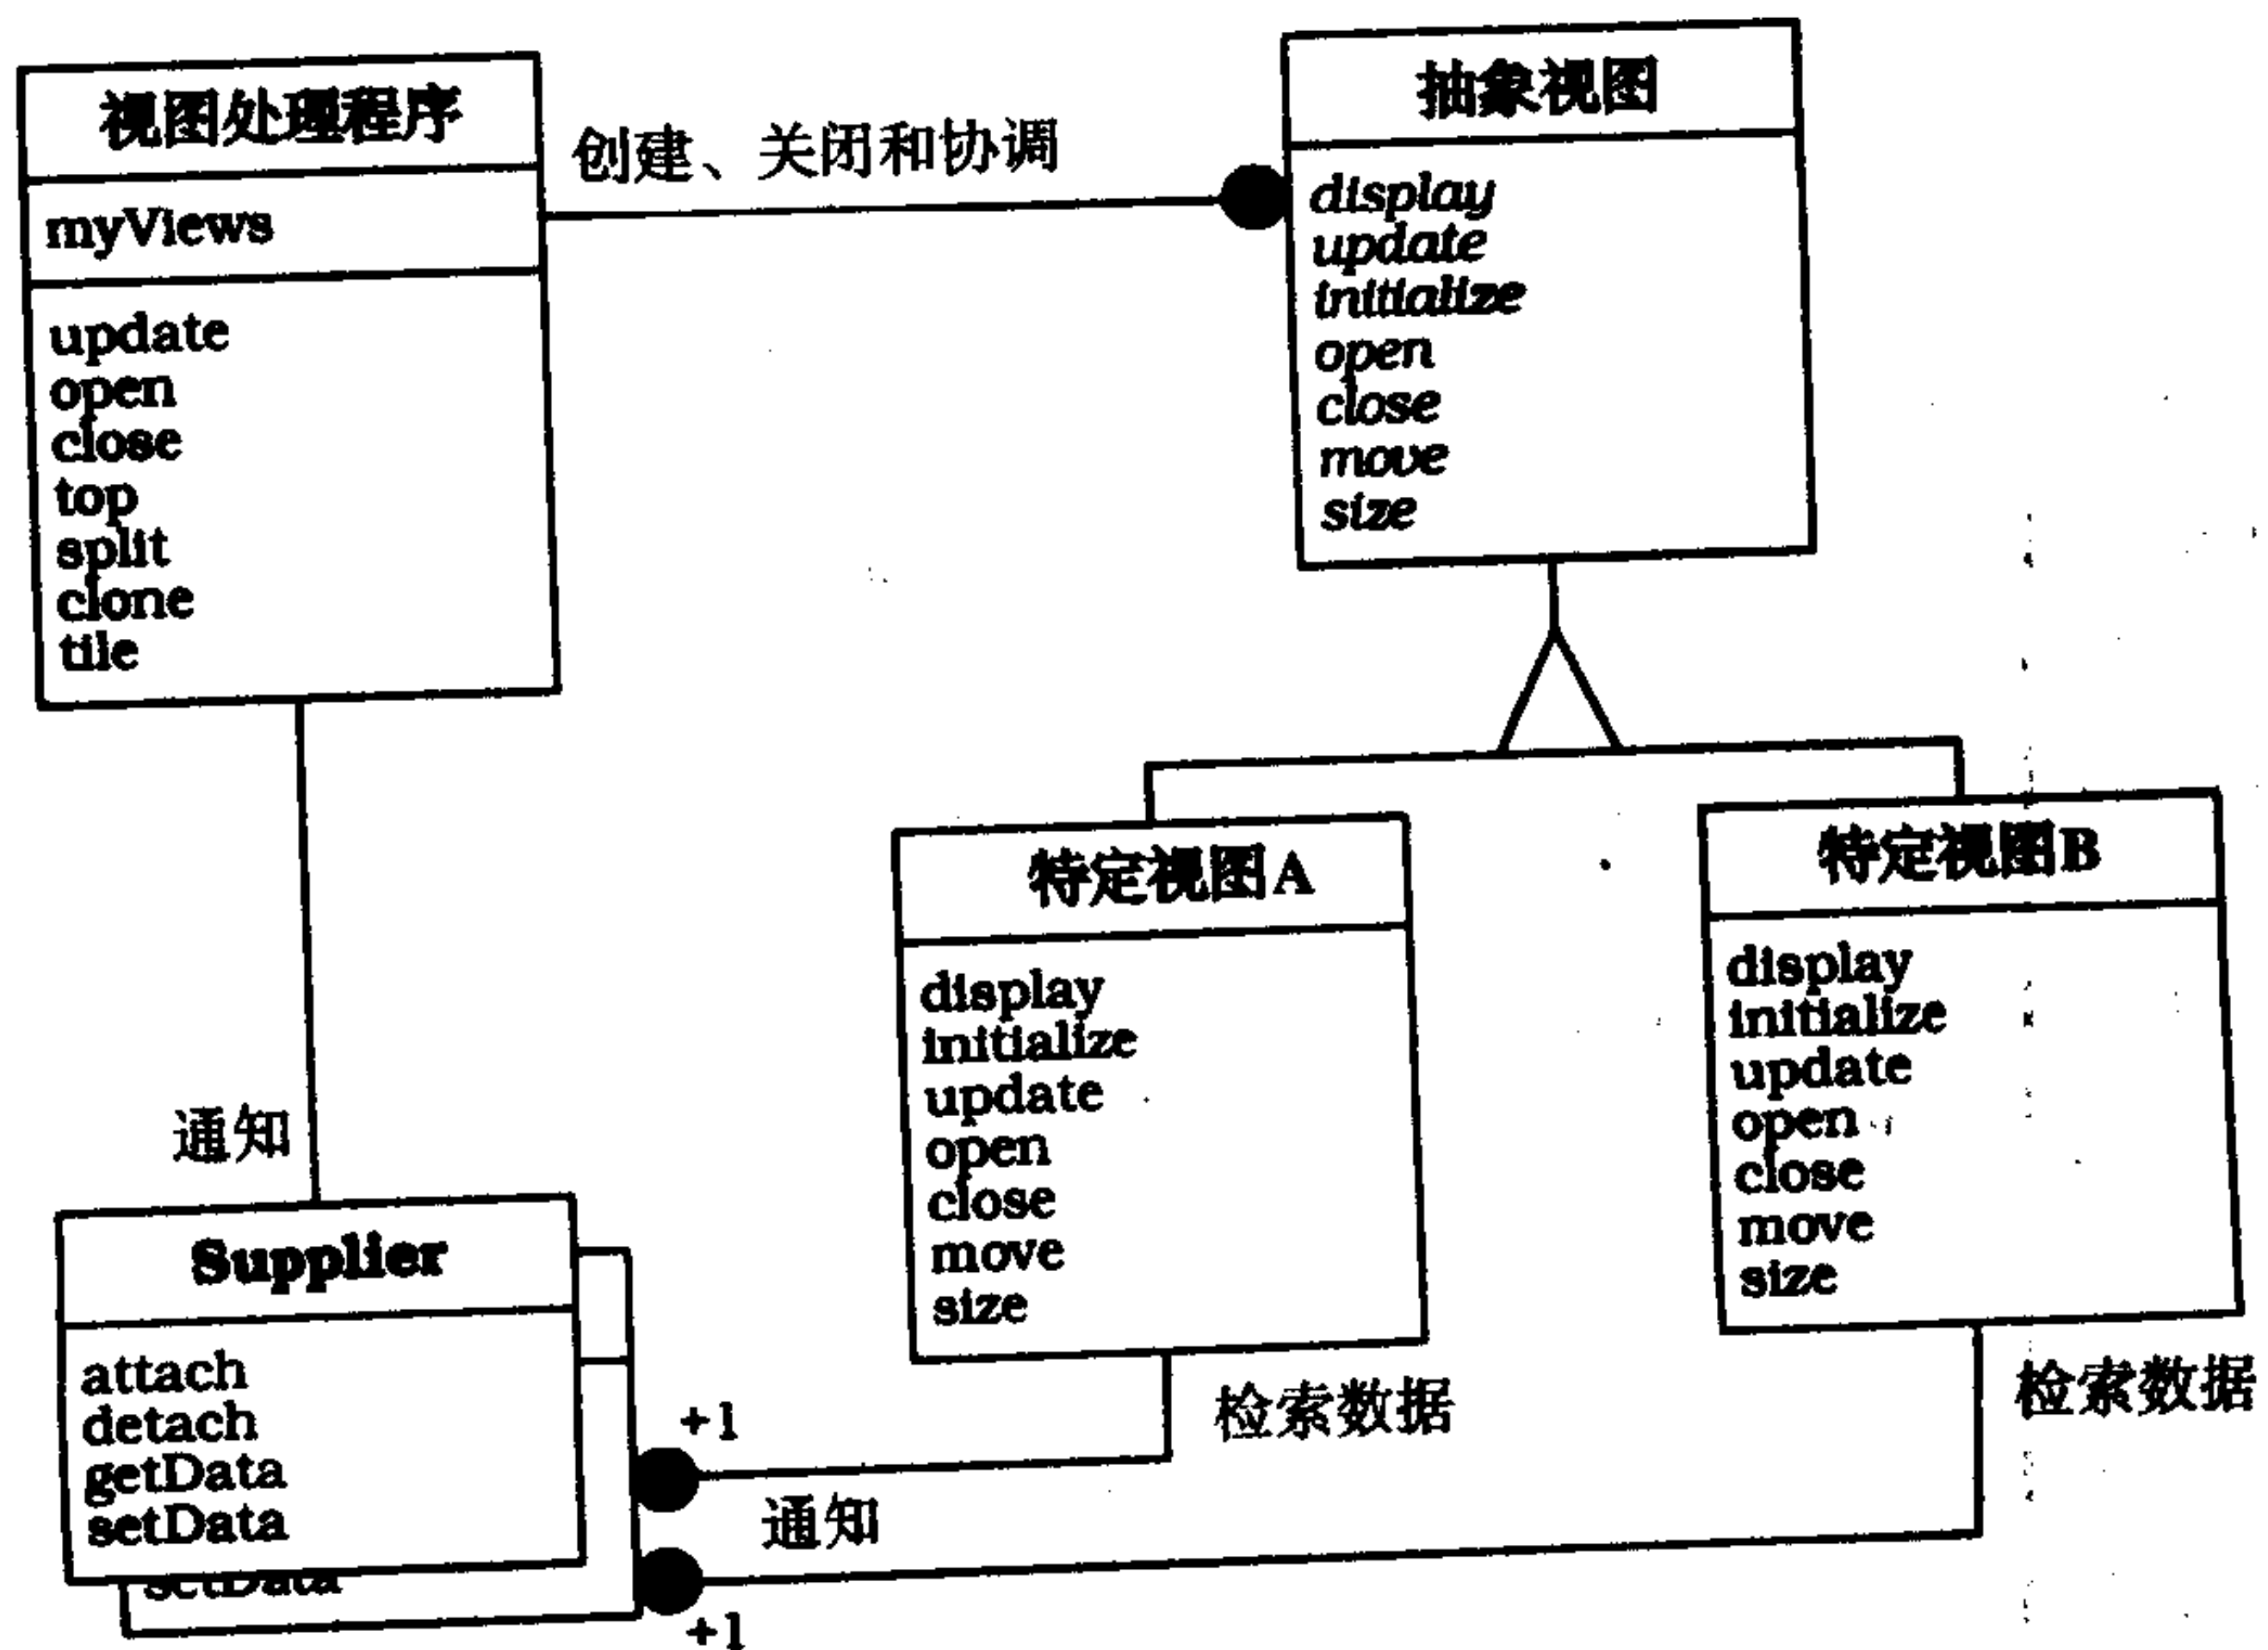 视图处理程序
myViews
update
open
close
top
split
clone
tile
创建、关闭和协调
抽象视图
display
update
initialize
open
close
move
size
特定视图A
display
initialize
update
open
close
move
size
特定视图B
display
initialize
update
open
close
move
size
通知
Supplier
attach
detach
getData
setData
setData
+1
检索数据
通知
检索数据
+1